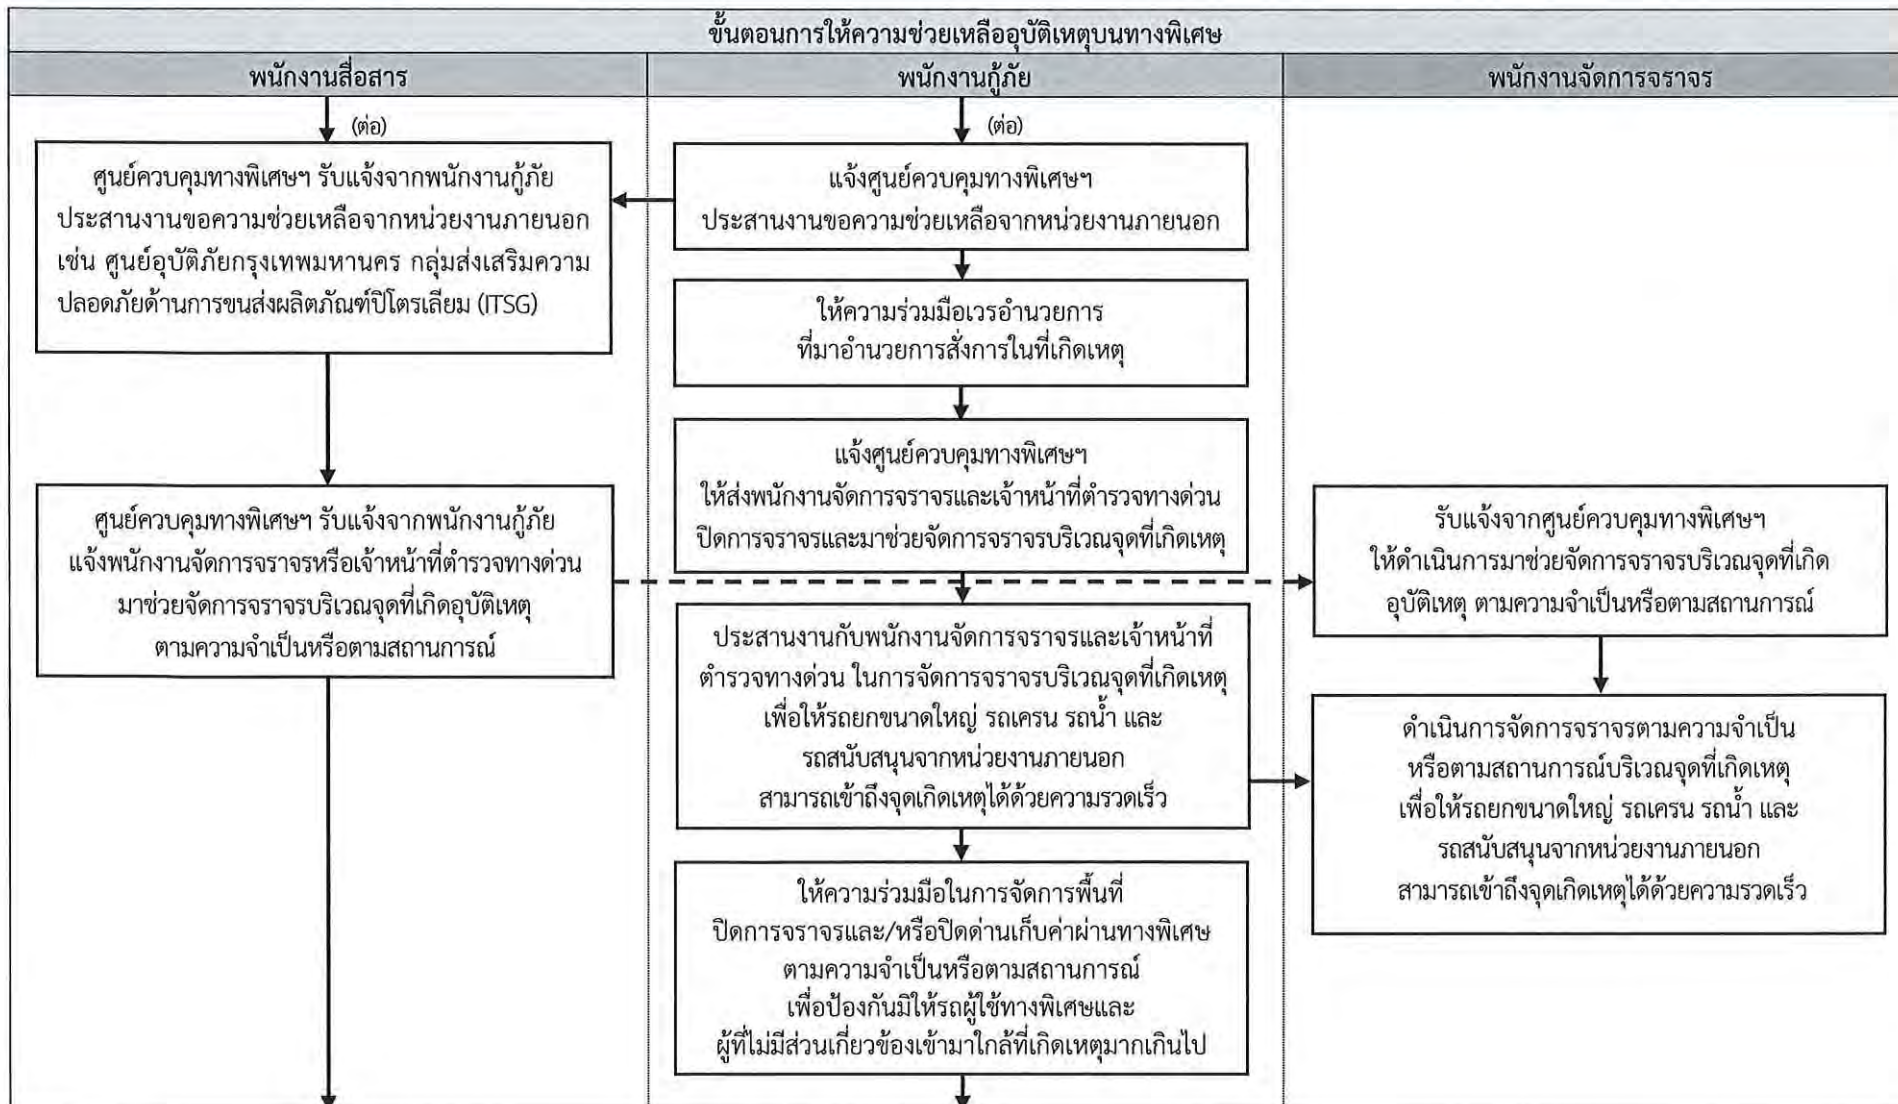 ขั้นตอนการให้ความช่วยเหลืออุบัติเหตุบนทางพิเศษ
พนักงานสื่อสาร
(ต่อ)
ศูนย์ควบคุมทางพิเศษฯ รับแจ้งจากพนักงานกู้ภัย
ประสานงานขอความช่วยเหลือจากหน่วยงานภายนอก
เช่น ศูนย์อุบัติภัยกรุงเทพมหานคร กลุ่มส่งเสริมความ
ปลอดภัยด้านการขนส่งผลิตภัณฑ์ปิโตรเลียม (ITSG)
ศูนย์ควบคุมทางพิเศษฯ รับแจ้งจากพนักงานกู้ภัย
แจ้งพนักงานจัดการจราจรหรือเจ้าหน้าที่ตำรวจทางด่วน
มาช่วยจัดการจราจรบริเวณจุดที่เกิดอุบัติเหตุ
ตามความจำเป็นหรือตามสถานการณ์
พนักงานกู้ภัย
(ต่อ)
แจ้งศูนย์ควบคุมทางพิเศษฯ
ประสานงานขอความช่วยเหลือจากหน่วยงานภายนอก
ให้ความร่วมมือเวรอำนวยการ
ที่มาอำนวยการสั่งการในที่เกิดเหตุ
แจ้งศูนย์ควบคุมทางพิเศษฯ
ให้ส่งพนักงานจัดการจราจรและเจ้าหน้าที่ตำรวจทางด่วน
ปิดการจราจรและมาช่วยจัดการจราจรบริเวณจุดที่เกิดเหตุ
ประสานงานกับพนักงานจัดการจราจรและเจ้าหน้าที่
ตำรวจทางด่วน ในการจัดการจราจรบริเวณจุดที่เกิดเหตุ
เพื่อให้รถยกขนาดใหญ่ รถเครน รถน้ำ และ
รถสนับสนุนจากหน่วยงานภายนอก
สามารถเข้าถึงจุดเกิดเหตุได้ด้วยความรวดเร็ว
ให้ความร่วมมือในการจัดการพื้นที่
ปิดการจราจรและ/หรือปิดด่านเก็บค่าผ่านทางพิเศษ
ตามความจำเป็นหรือตามสถานการณ์
เพื่อป้องกันมิให้รถผู้ใช้ทางพิเศษและ
ผู้ที่ไม่มีส่วนเกี่ยวข้องเข้ามาใกล้ที่เกิดเหตุมากเกินไป
พนักงานจัดการจราจร
รับแจ้งจากศูนย์ควบคุมทางพิเศษฯ
ให้ดำเนินการมาช่วยจัดการจราจรบริเวณจุดที่เกิด
อุบัติเหตุ ตามความจำเป็นหรือตามสถานการณ์
ดำเนินการจัดการจราจรตามความจำเป็น
หรือตามสถานการณ์บริเวณจุดที่เกิดเหตุ
เพื่อให้รถยกขนาดใหญ่ รถเครน รถน้ำ และ
รถสนับสนุนจากหน่วยงานภายนอก
สามารถเข้าถึงจุดเกิดเหตุได้ด้วยความรวดเร็ว